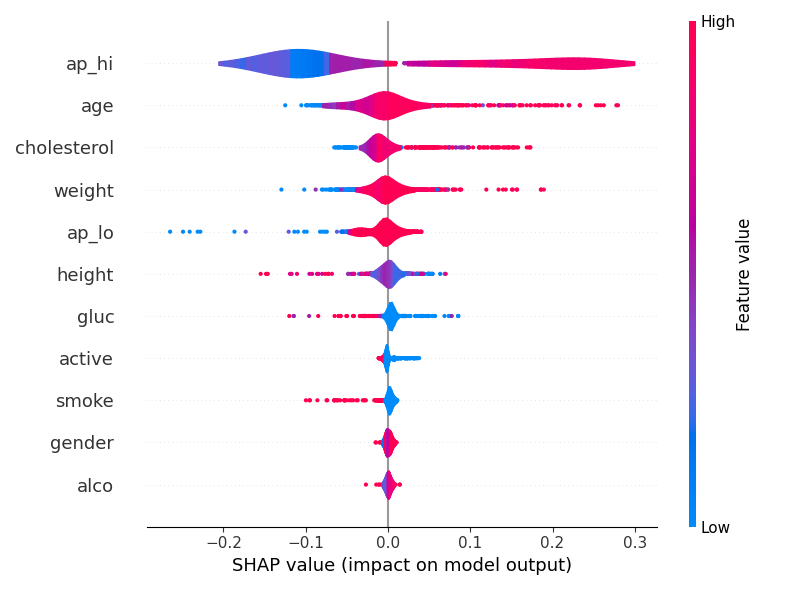 High
ap_hi
age
cholesterol
weight
ap_lo
height
gluc
active
smoke
gender
alco
Feature value
Low
−0.2 −0.1 0.0 0.1 0.2 0.3
SHAP value (impact on model output)